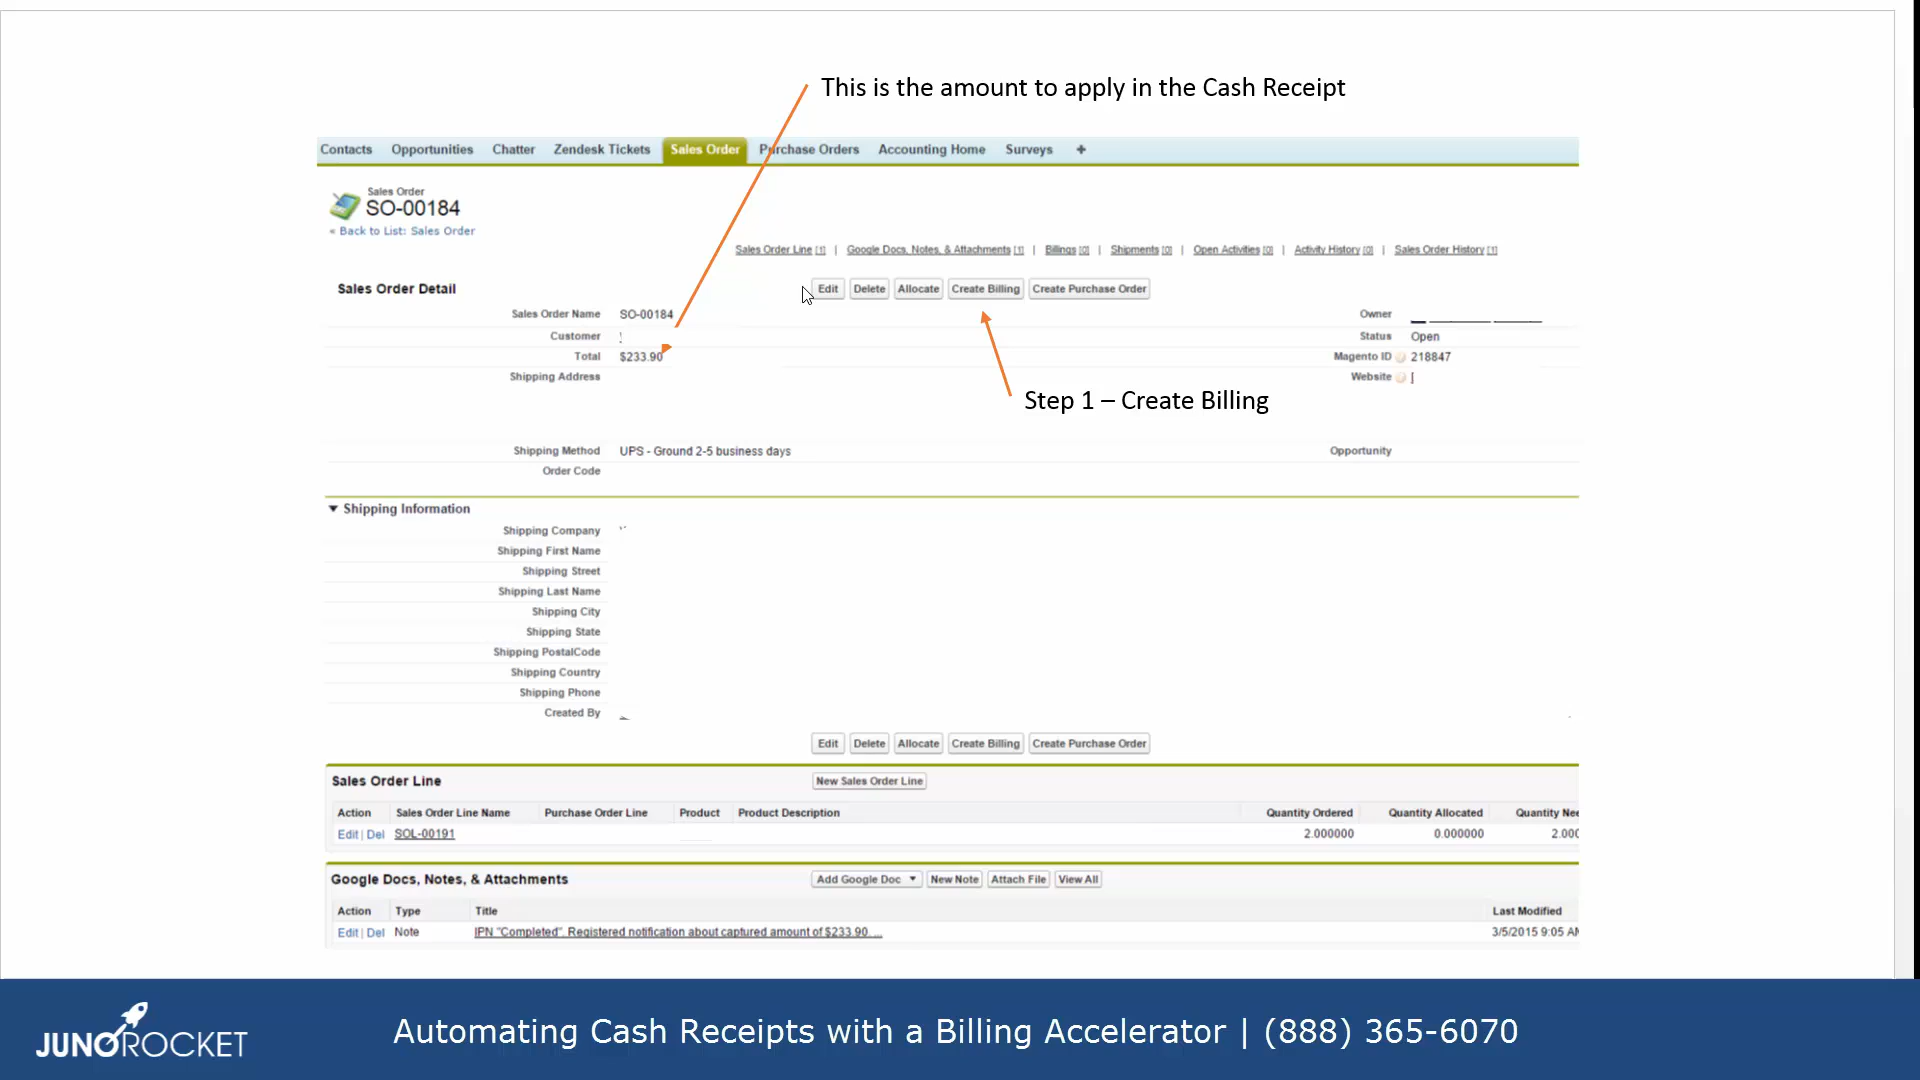 This is the amount to apply in the Cash Receipt
Contacts Opportunities Chatter Zendesk Tickets Sales Order Purchase Orders Accounting Home Surveys +
Sales Order
SO-00184
« Back to List: Sales Order
Sales Order Line [1] | Google Docs, Notes, & Attachments [1] | Billings [0] | Shipments [0] | Open Activities [0] | Activity History [0] | Sales Order History [1]
Sales Order Detail Edit Delete Allocate Create Billing Create Purchase Order
Sales Order Name SO-00184 Owner
Customer Status Open
Total $233.90 Magento ID 218847
Shipping Address Website
Step 1 – Create Billing
Shipping Method UPS - Ground 2-5 business days Opportunity
Order Code
Shipping Information
Shipping Company
Shipping First Name
Shipping Street
Shipping Last Name
Shipping City
Shipping State
Shipping PostalCode
Shipping Country
Shipping Phone
Created By
Edit Delete Allocate Create Billing Create Purchase Order
Sales Order Line New Sales Order Line
Action Sales Order Line Name Purchase Order Line Product Product Description Quantity Ordered Quantity Allocated Quantity Nee
Edit | Del SOL-00191 2.000000 0.000000 2.000
Google Docs, Notes, & Attachments Add Google Doc New Note Attach File View All
Action Type Title Last Modified
Edit | Del Note IPN "Completed". Registered notification about captured amount of $233.90. ... 3/5/2015 9:05 AM
JUNOROCKET Automating Cash Receipts with a Billing Accelerator | (888) 365-6070